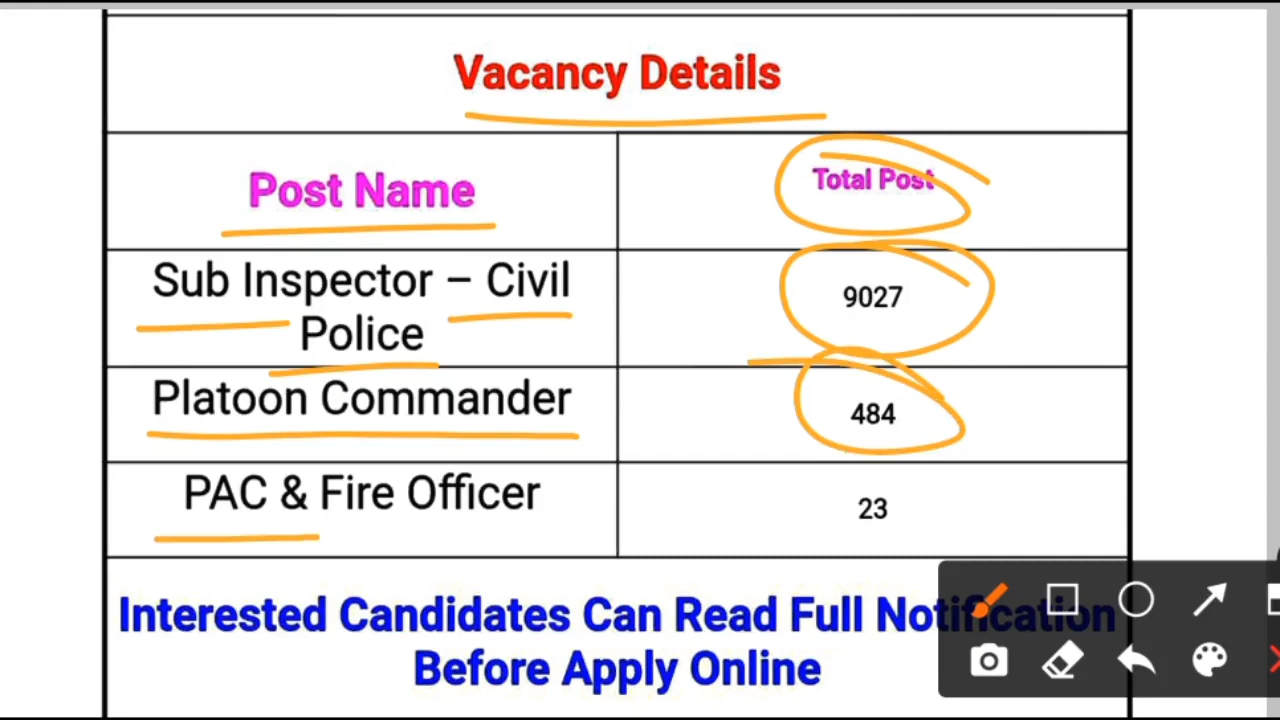 Vacancy Details
Post Name
Total Post
Sub Inspector – Civil
Police
9027
Platoon Commander
484
PAC & Fire Officer
23
Interested Candidates Can Read Full Notification
Before Apply Online